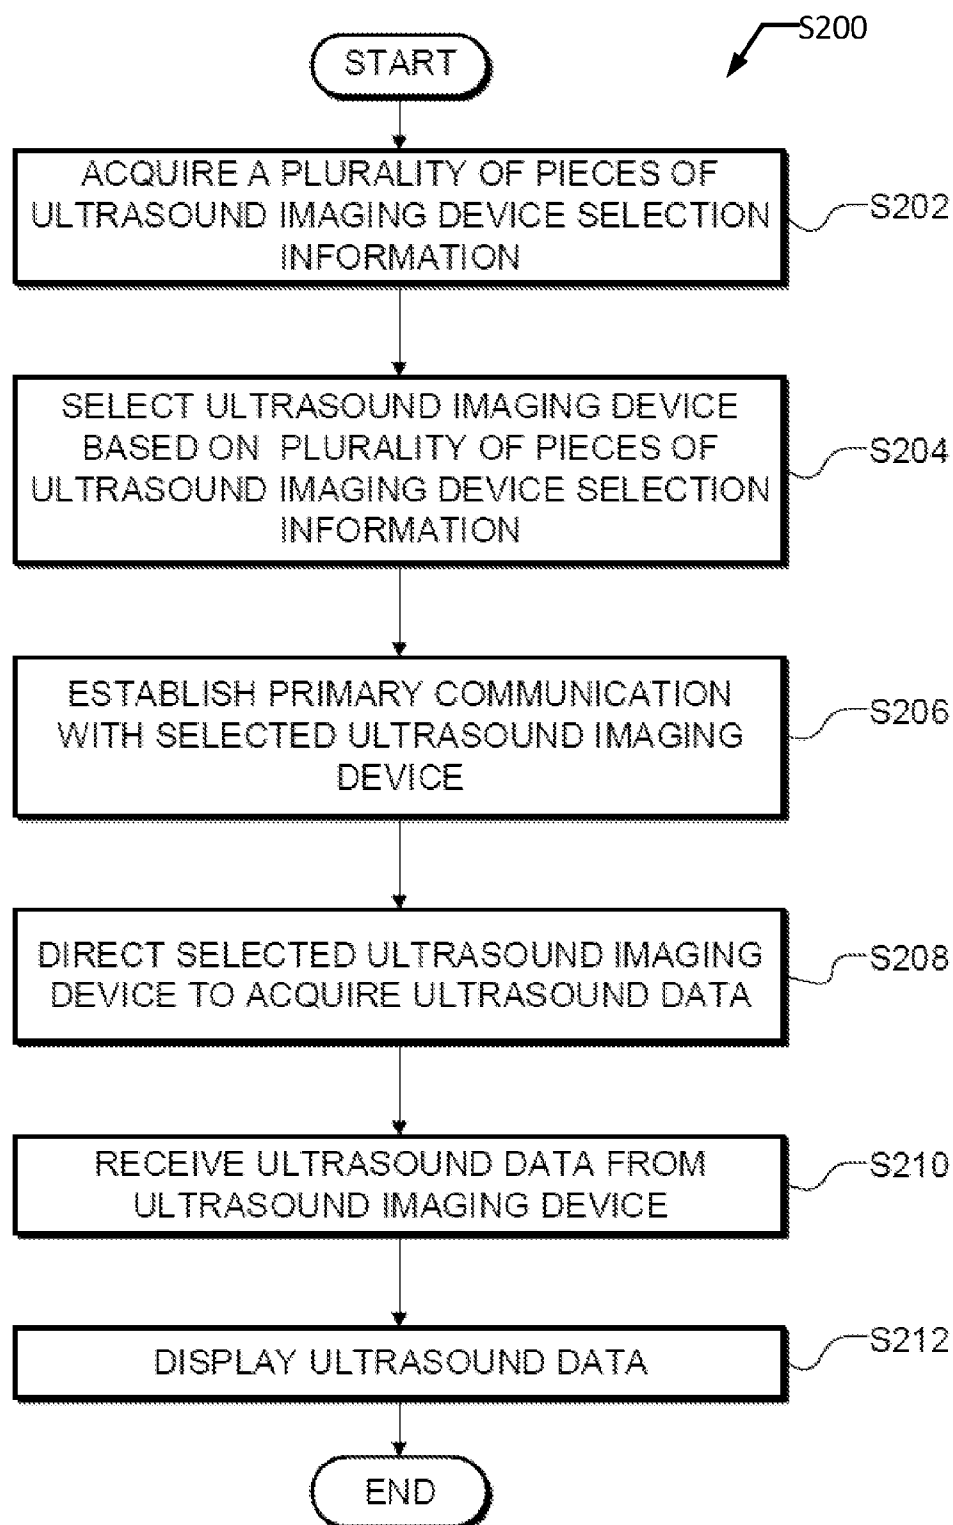 S200
START
ACQUIRE A PLURALITY OF PIECES OF
ULTRASOUND IMAGING DEVICE SELECTION
INFORMATION
S202
SELECT ULTRASOUND IMAGING DEVICE
BASED ON PLURALITY OF PIECES OF
ULTRASOUND IMAGING DEVICE SELECTION
INFORMATION
S204
ESTABLISH PRIMARY COMMUNICATION
WITH SELECTED ULTRASOUND IMAGING
DEVICE
S206
DIRECT SELECTED ULTRASOUND IMAGING
DEVICE TO ACQUIRE ULTRASOUND DATA
S208
RECEIVE ULTRASOUND DATA FROM
ULTRASOUND IMAGING DEVICE
S210
DISPLAY ULTRASOUND DATA
S212
END